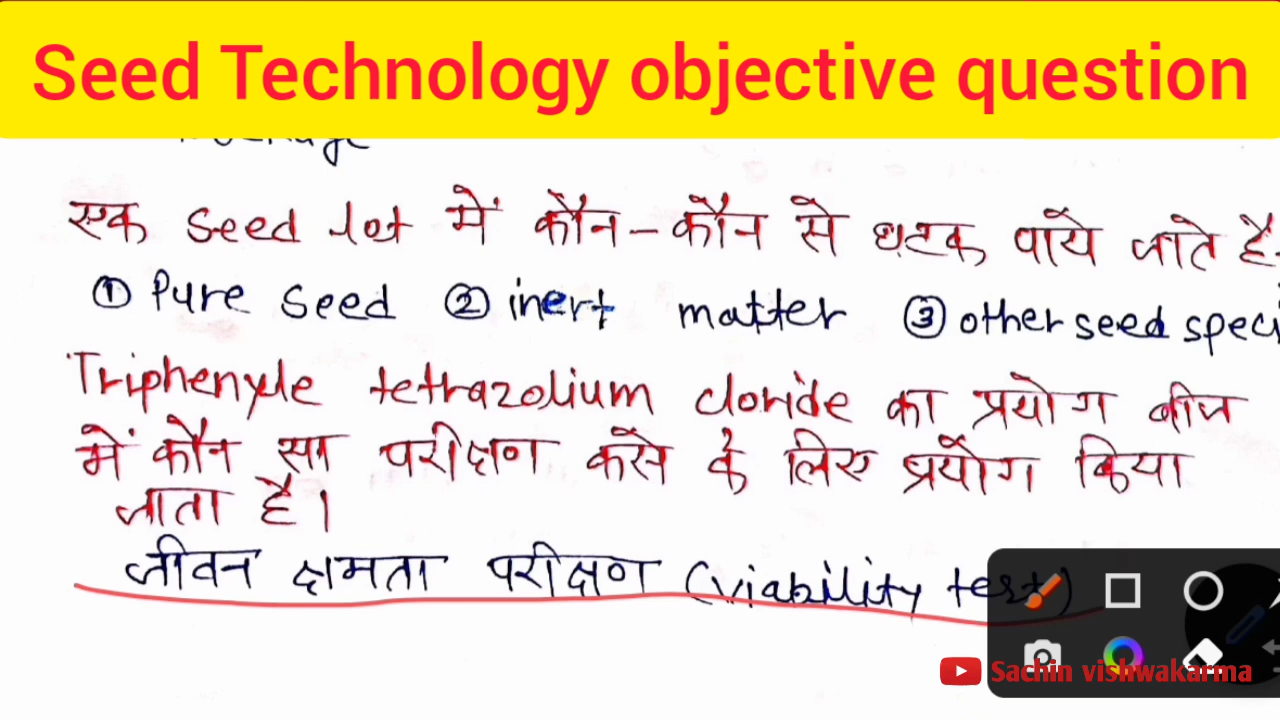 Seed Technology objective question
एक seed lot में कौन-कौन से घटक पाये जाते है.
① Pure seed ② inert matter ③ other seed speci
Triphenyle tetrazolium cloride का प्रयोग बीज
में कौन सा परीक्षण कसे के लिए प्रयोग किया
जाता है।
जीवन क्षमता परीक्षण (viability test)
Sachin vishwakarma